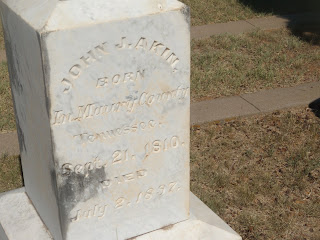 JOHN J. AKIN,
BORN
In Maury County
TENNESSEE
Sept. 21, 1810.
DIED
July 2, 1897.